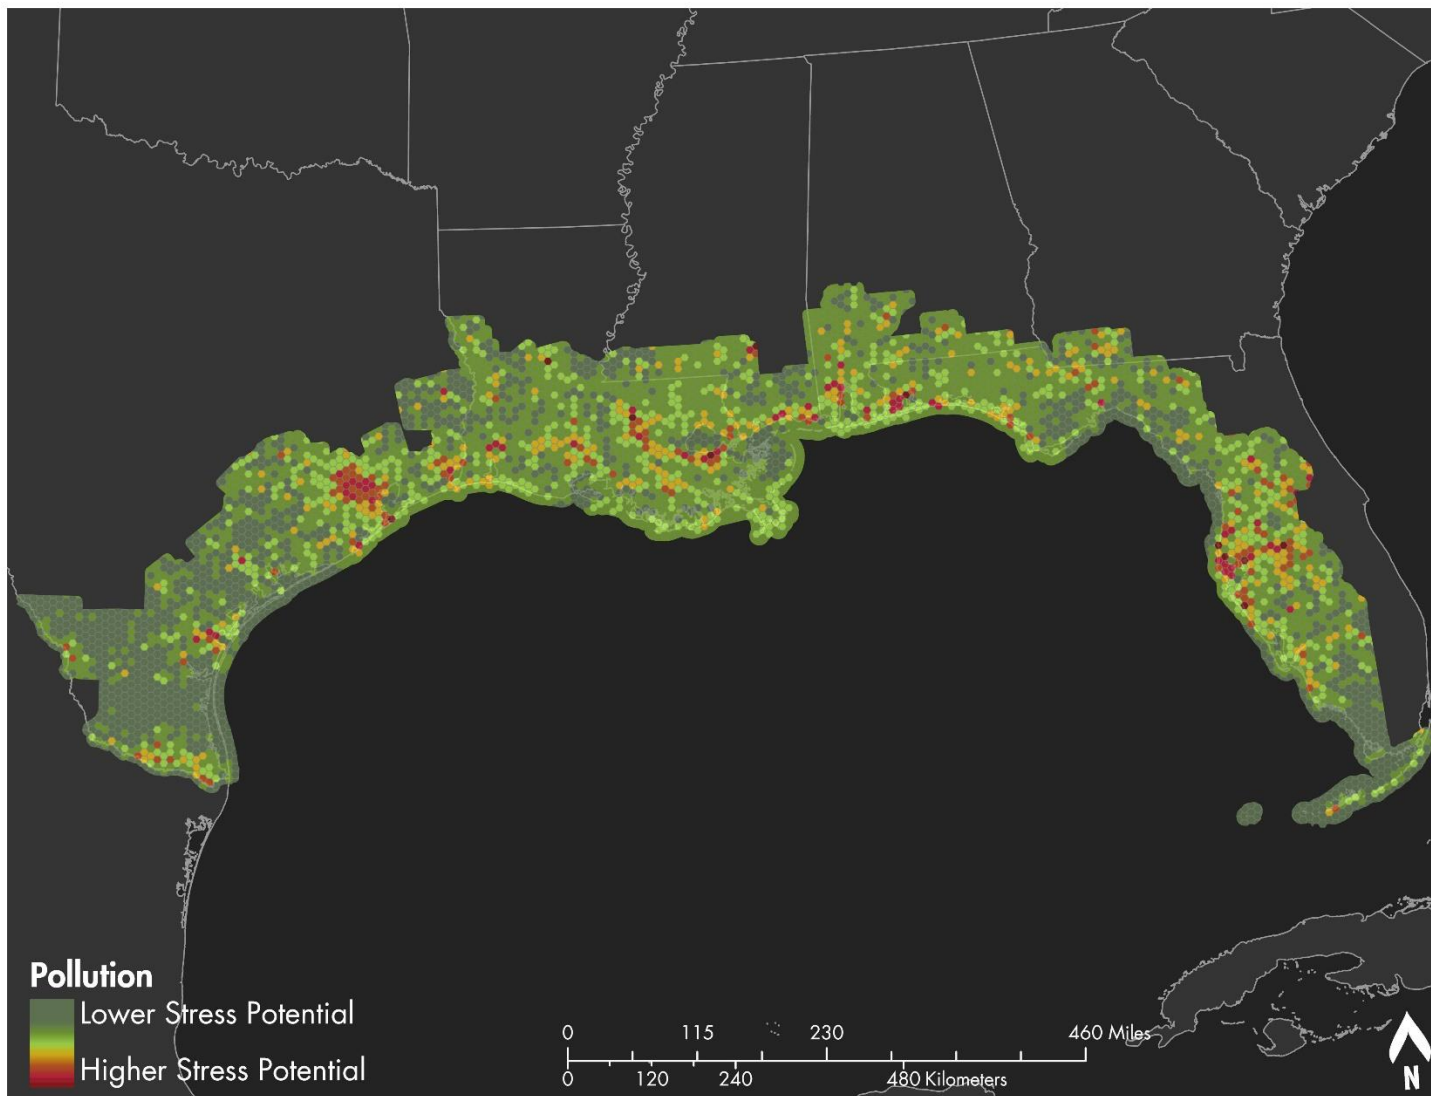 Pollution
Lower Stress Potential
Higher Stress Potential
0 115 230 460 Miles
0 120 240 480 Kilometers
N